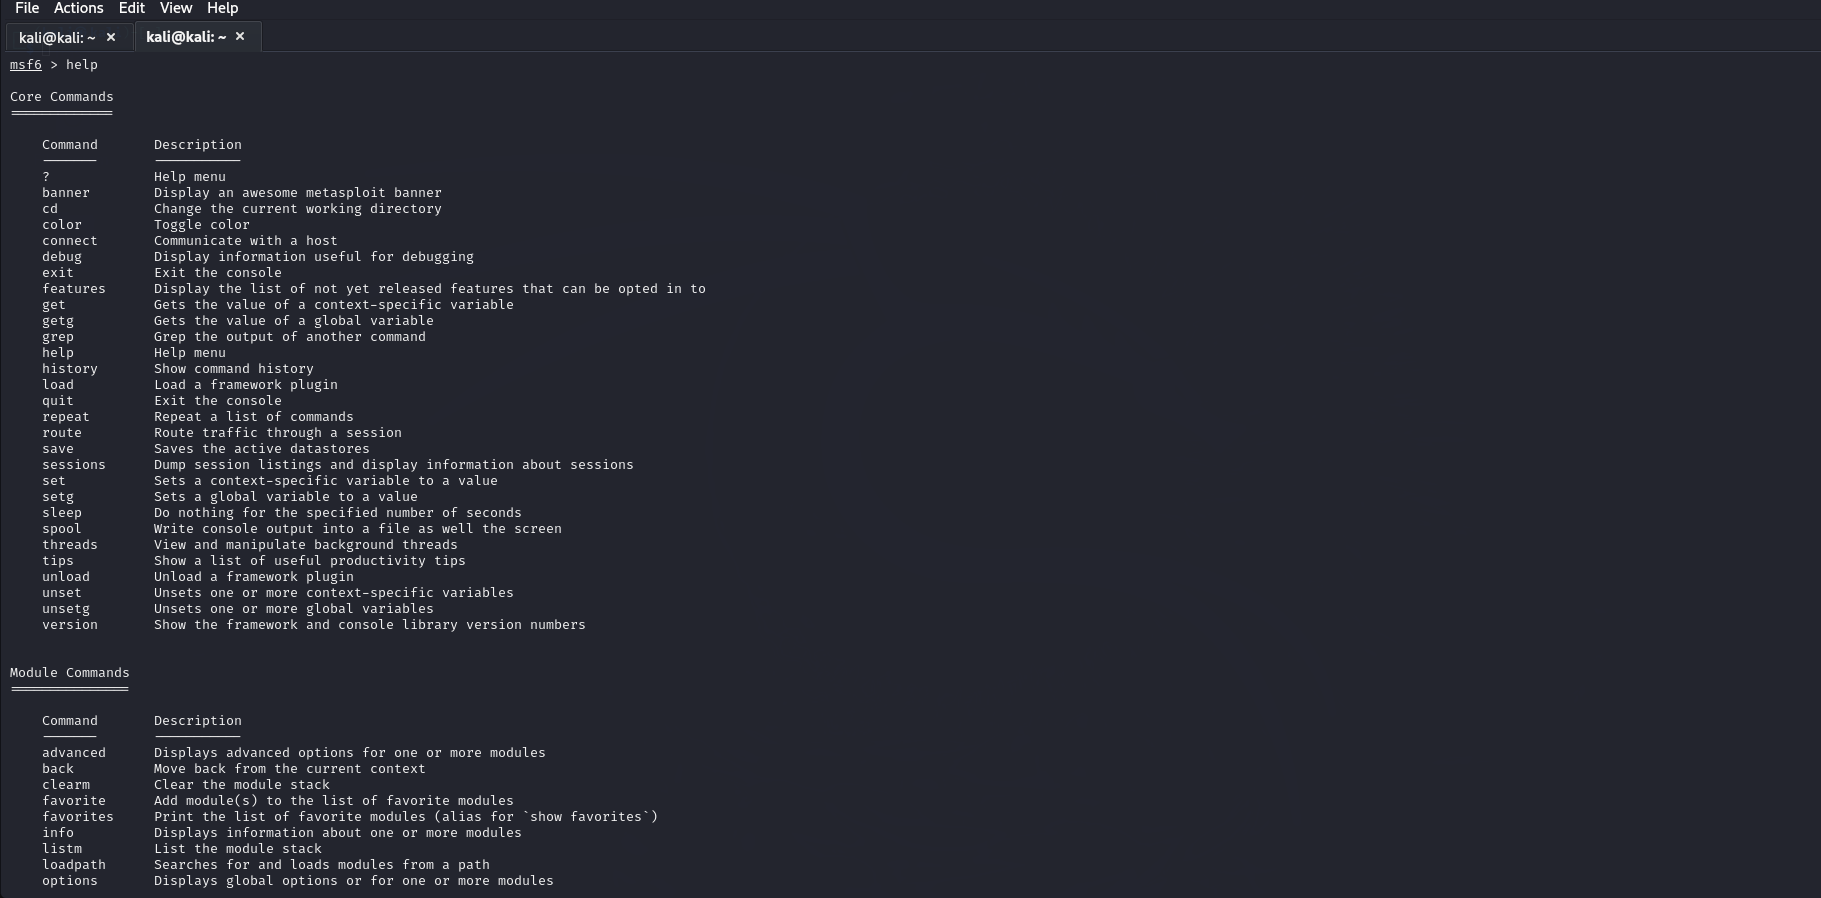 File Actions Edit View Help
kali@kali: ~ × kali@kali: ~ ×
msf6 > help
Core Commands
=============
Command Description
------- -----------
? Help menu
banner Display an awesome metasploit banner
cd Change the current working directory
color Toggle color
connect Communicate with a host
debug Display information useful for debugging
exit Exit the console
features Display the list of not yet released features that can be opted in to
get Gets the value of a context-specific variable
getg Gets the value of a global variable
grep Grep the output of another command
help Help menu
history Show command history
load Load a framework plugin
quit Exit the console
repeat Repeat a list of commands
route Route traffic through a session
save Saves the active datastores
sessions Dump session listings and display information about sessions
set Sets a context-specific variable to a value
setg Sets a global variable to a value
sleep Do nothing for the specified number of seconds
spool Write console output into a file as well the screen
threads View and manipulate background threads
tips Show a list of useful productivity tips
unload Unload a framework plugin
unset Unsets one or more context-specific variables
unsetg Unsets one or more global variables
version Show the framework and console library version numbers
Module Commands
===============
Command Description
------- -----------
advanced Displays advanced options for one or more modules
back Move back from the current context
clearm Clear the module stack
favorite Add module(s) to the list of favorite modules
favorites Print the list of favorite modules (alias for `show favorites`)
info Displays information about one or more modules
listm List the module stack
loadpath Searches for and loads modules from a path
options Displays global options or for one or more modules